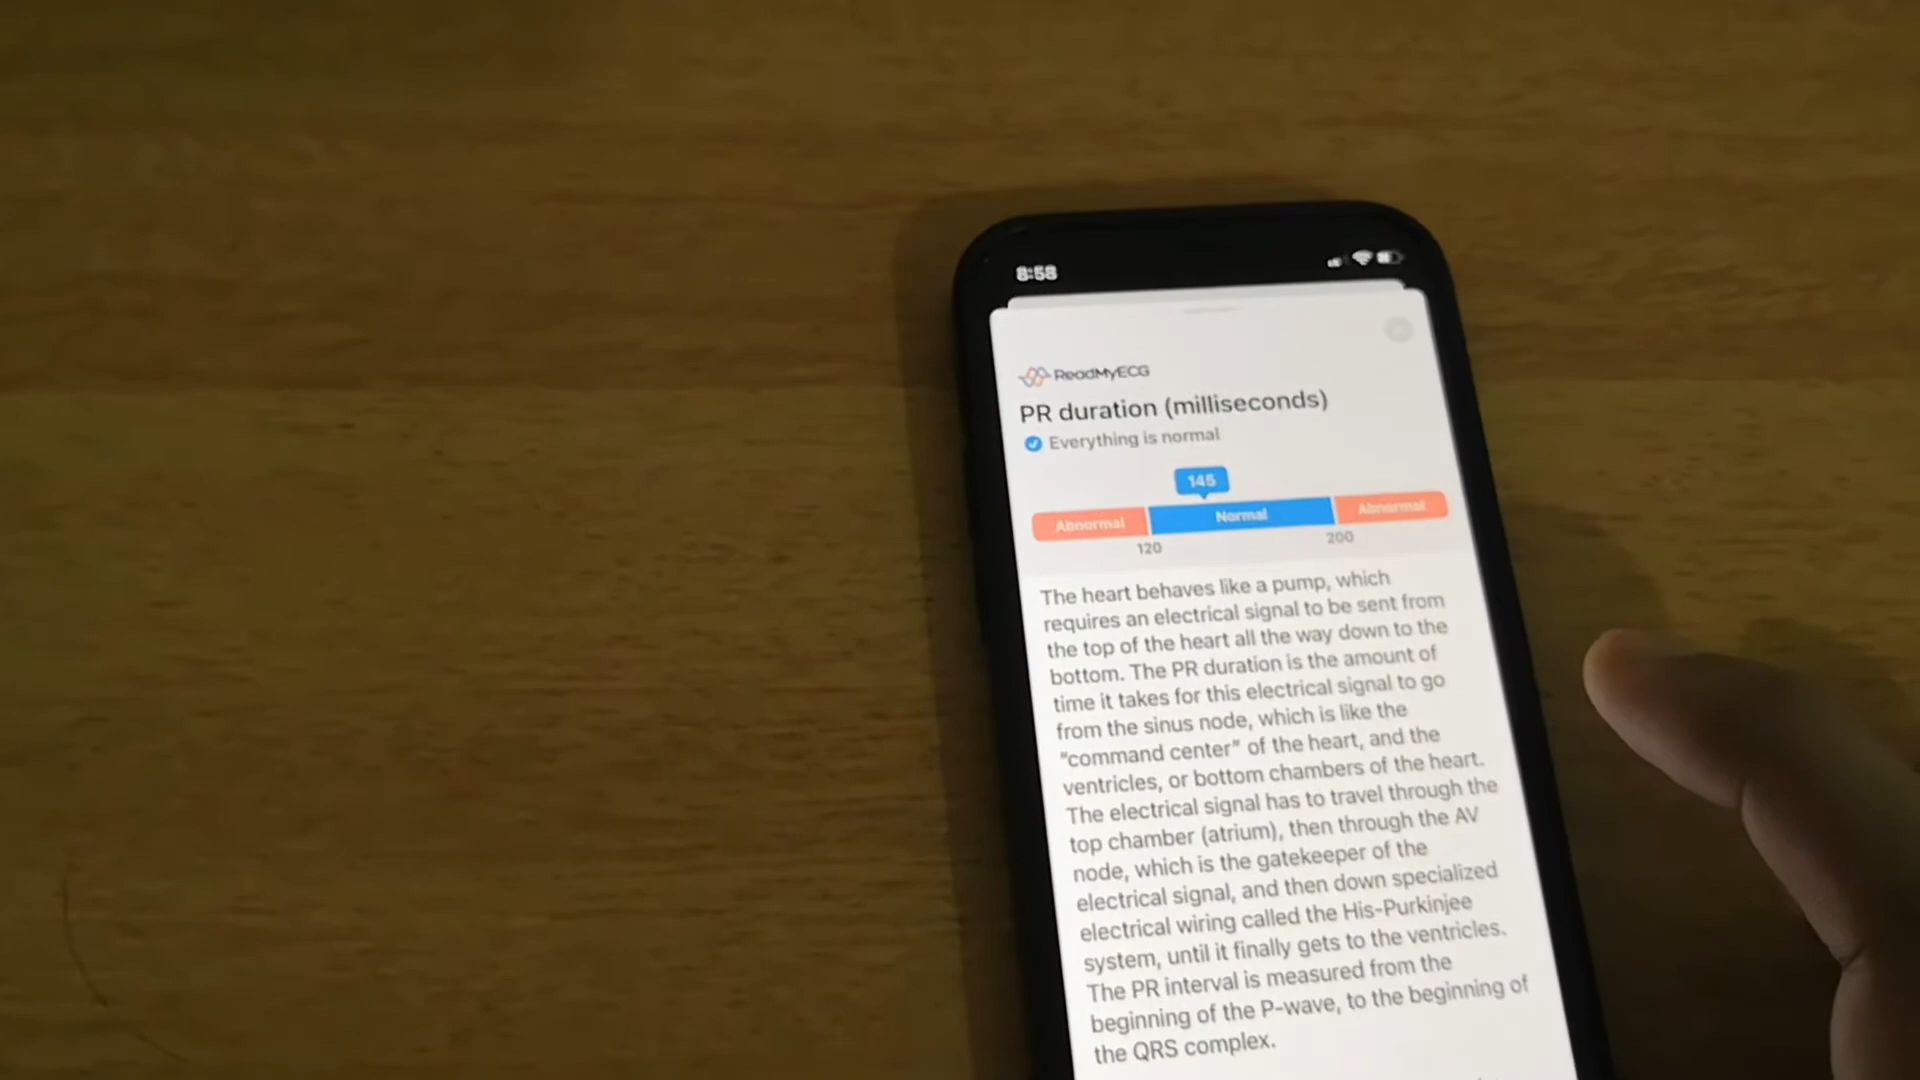 8:58
ReadMyECG
PR duration (milliseconds)
Everything is normal
145
Abnormal Normal Abnormal
120 200
The heart behaves like a pump, which
requires an electrical signal to be sent from
the top of the heart all the way down to the
bottom. The PR duration is the amount of
time it takes for this electrical signal to go
from the sinus node, which is like the
“command center” of the heart, and the
ventricles, or bottom chambers of the heart.
The electrical signal has to travel through the
top chamber (atrium), then through the AV
node, which is the gatekeeper of the
electrical signal, and then down specialized
electrical wiring called the His-Purkinjee
system, until it finally gets to the ventricles.
The PR interval is measured from the
beginning of the P-wave, to the beginning of
the QRS complex.